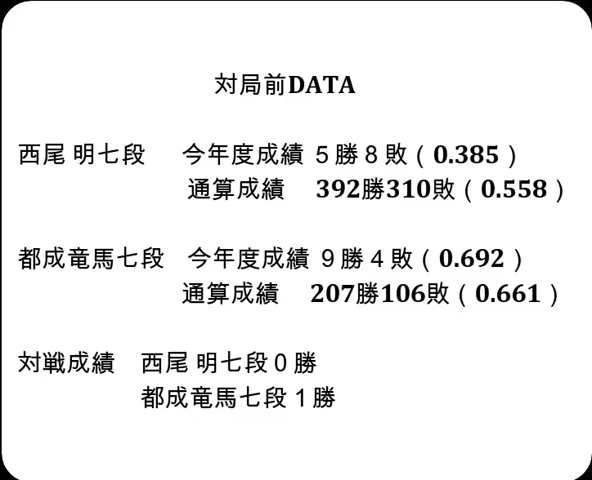 対局前DATA
西尾 明七段 今年度成績 5勝8敗（0.385）
通算成績 392勝310敗（0.558）
都成竜馬七段 今年度成績 9勝4敗（0.692）
通算成績 207勝106敗（0.661）
対戦成績 西尾 明七段0勝
都成竜馬七段1勝